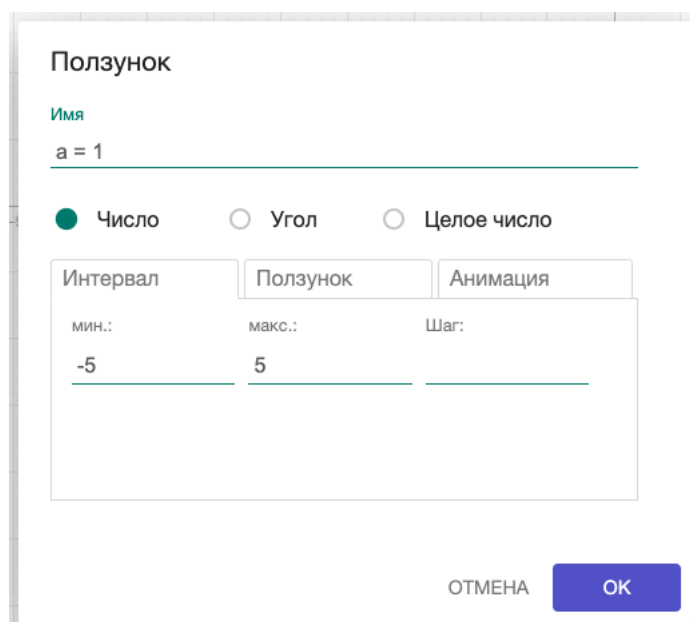 Ползунок
Имя
a = 1
Число Угол Целое число
Интервал Ползунок Анимация
мин.: макс.: Шаг:
-5 5
ОТМЕНА OK